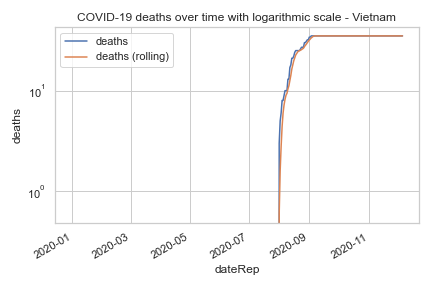 COVID-19 deaths over time with logarithmic scale - Vietnam
deaths
deaths (rolling)
deaths
10¹
10⁰
2020-01
2020-03
2020-05
2020-07
2020-09
2020-11
dateRep